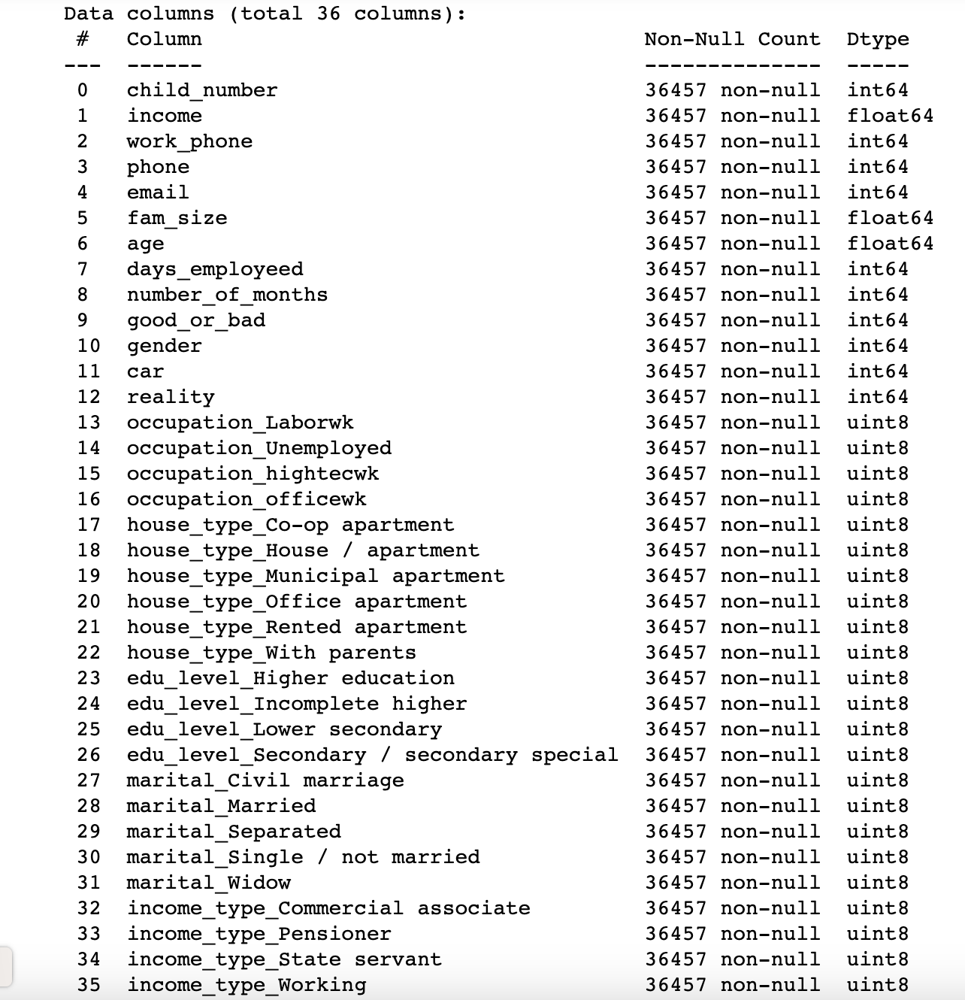 Data columns (total 36 columns):
#   Column   Non-Null Count   Dtype
---   ------   --------------   -----
0   child_number   36457 non-null   int64
1   income   36457 non-null   float64
2   work_phone   36457 non-null   int64
3   phone   36457 non-null   int64
4   email   36457 non-null   int64
5   fam_size   36457 non-null   float64
6   age   36457 non-null   float64
7   days_employeed   36457 non-null   int64
8   number_of_months   36457 non-null   int64
9   good_or_bad   36457 non-null   int64
10   gender   36457 non-null   int64
11   car   36457 non-null   int64
12   reality   36457 non-null   int64
13   occupation_Laborwk   36457 non-null   uint8
14   occupation_Unemployed   36457 non-null   uint8
15   occupation_hightecwk   36457 non-null   uint8
16   occupation_officewk   36457 non-null   uint8
17   house_type_Co-op apartment   36457 non-null   uint8
18   house_type_House / apartment   36457 non-null   uint8
19   house_type_Municipal apartment   36457 non-null   uint8
20   house_type_Office apartment   36457 non-null   uint8
21   house_type_Rented apartment   36457 non-null   uint8
22   house_type_With parents   36457 non-null   uint8
23   edu_level_Higher education   36457 non-null   uint8
24   edu_level_Incomplete higher   36457 non-null   uint8
25   edu_level_Lower secondary   36457 non-null   uint8
26   edu_level_Secondary / secondary special   36457 non-null   uint8
27   marital_Civil marriage   36457 non-null   uint8
28   marital_Married   36457 non-null   uint8
29   marital_Separated   36457 non-null   uint8
30   marital_Single / not married   36457 non-null   uint8
31   marital_Widow   36457 non-null   uint8
32   income_type_Commercial associate   36457 non-null   uint8
33   income_type_Pensioner   36457 non-null   uint8
34   income_type_State servant   36457 non-null   uint8
35   income_type_Working   36457 non-null   uint8